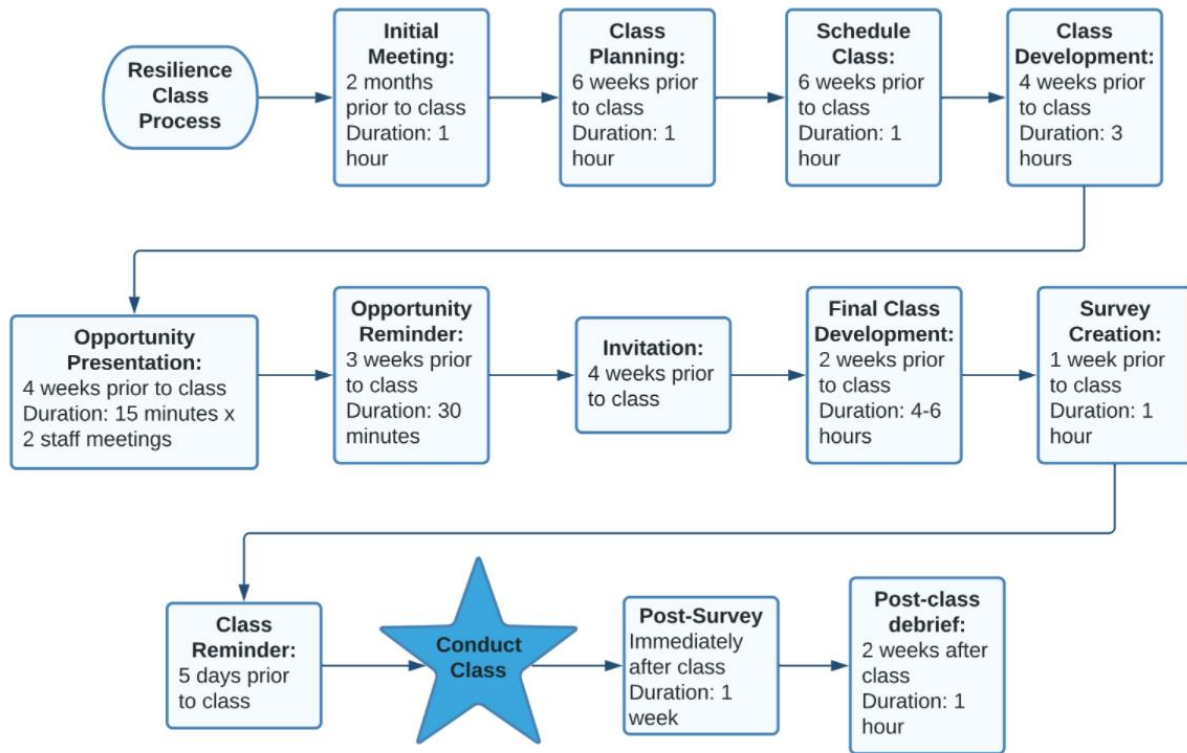 Resilience
Class
Process
Initial
Meeting:
2 months
prior to class
Duration: 1
hour
Class
Planning:
6 weeks prior
to class
Duration: 1
hour
Schedule
Class:
6 weeks prior
to class
Duration: 1
hour
Class
Development:
4 weeks prior
to class
Duration: 3
hours
Opportunity
Presentation:
4 weeks prior to class
Duration: 15 minutes x
2 staff meetings
Opportunity
Reminder:
3 weeks prior
to class
Duration: 30
minutes
Invitation:
4 weeks prior
to class
Final Class
Development:
2 weeks prior
to class
Duration: 4-6
hours
Survey
Creation:
1 week prior
to class
Duration: 1
hour
Class
Reminder:
5 days prior
to class
Conduct
Class
Post-Survey
Immediately
after class
Duration: 1
week
Post-class
debrief:
2 weeks after
class
Duration: 1
hour